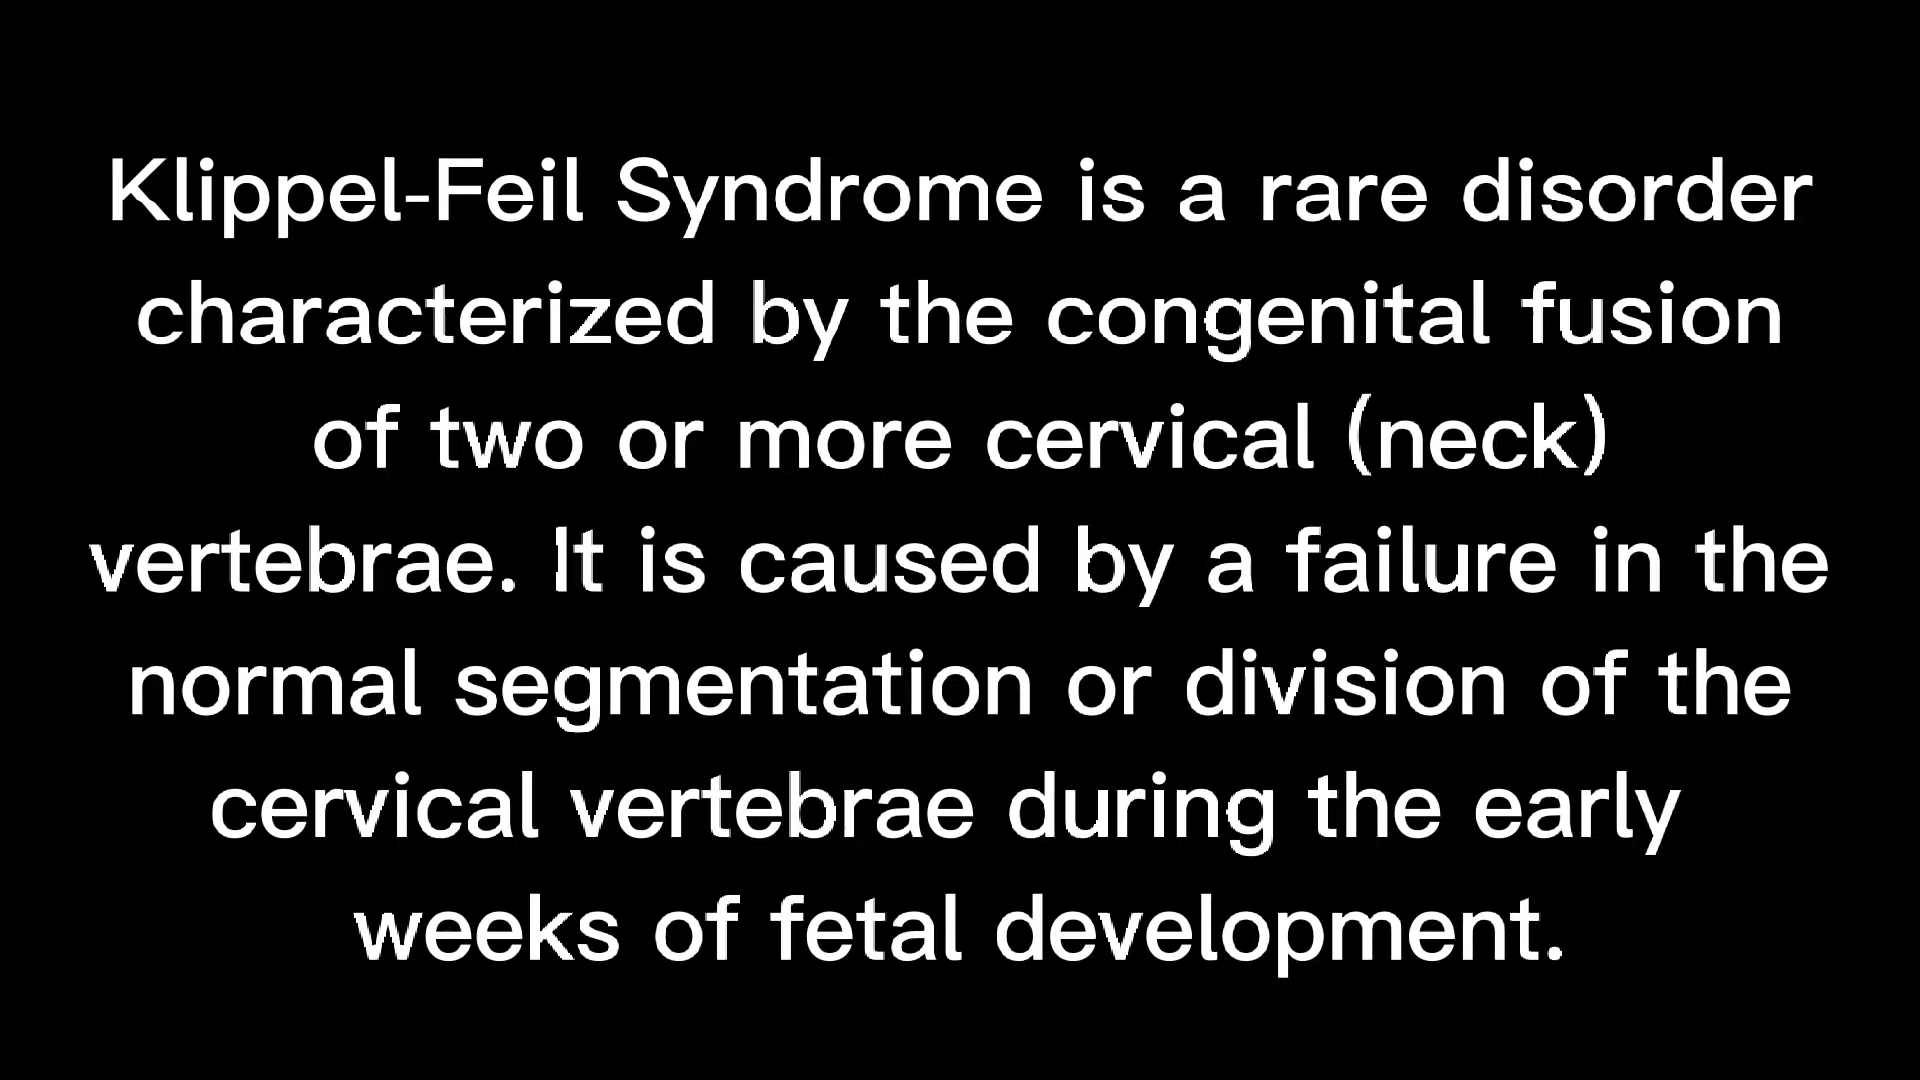 Klippel-Feil Syndrome is a rare disorder
characterized by the congenital fusion
of two or more cervical (neck)
vertebrae. It is caused by a failure in the
normal segmentation or division of the
cervical vertebrae during the early
weeks of fetal development.